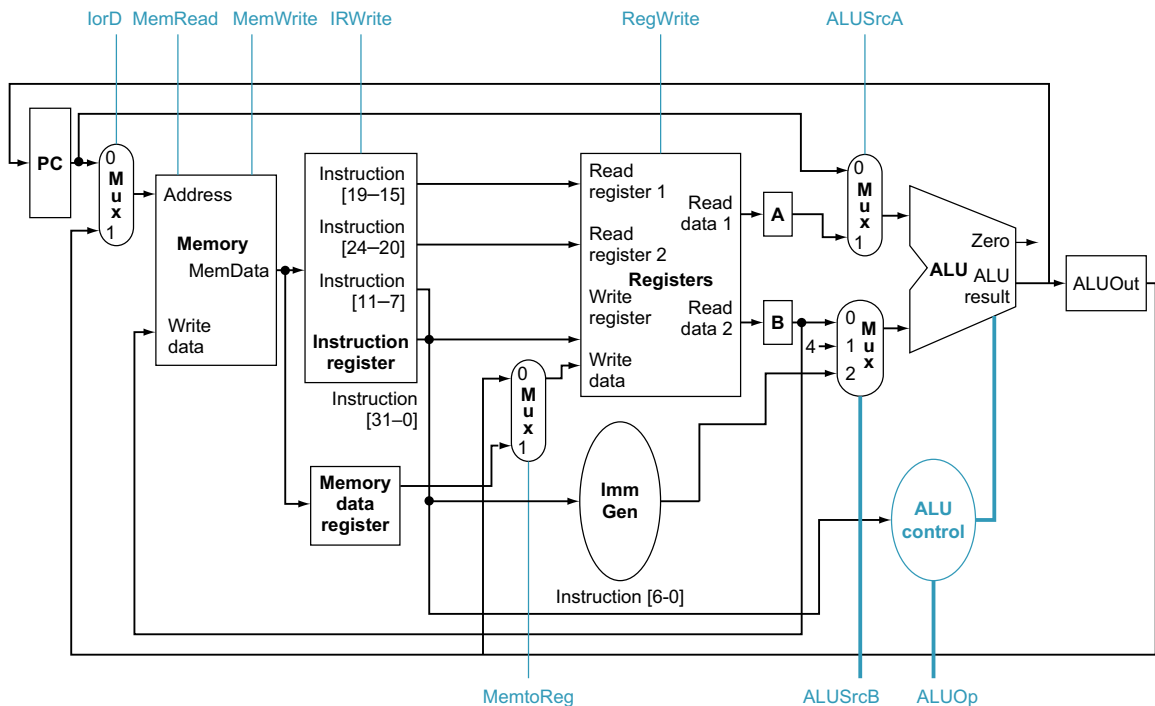 IorD MemRead MemWrite IRWrite RegWrite ALUSrcA
PC
0
M
u
x
1
Address
Memory
MemData
Write
data
Instruction
[19–15]
Instruction
[24–20]
Instruction
[11–7]
Instruction
register
Instruction
[31–0]
Memory
data
register
0
M
u
x
1
Read
register 1
Read
register 2
Registers
Write
register
Write
data
Read
data 1
Read
data 2
Imm
Gen
Instruction [6-0]
A
B
0
M
u
x
1
4
0
1
2
M
u
x
Zero
ALU
ALU
result
ALUOut
ALU
control
MemtoReg ALUSrcB ALUOp